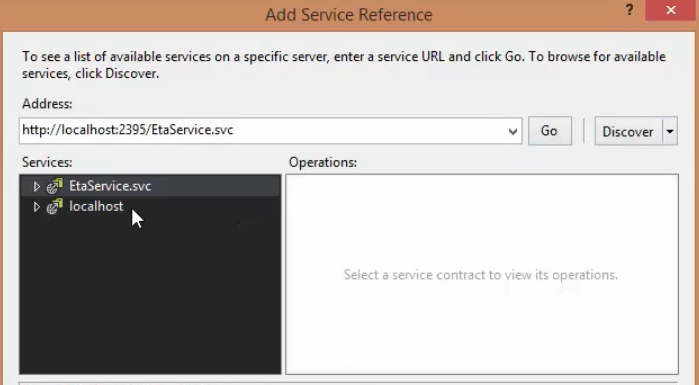 Add Service Reference
?
To see a list of available services on a specific server, enter a service URL and click Go. To browse for available
services, click Discover.
Address:
http://localhost:2395/EtaService.svc
Go
Discover
Services:
Operations:
EtaService.svc
localhost
Select a service contract to view its operations.